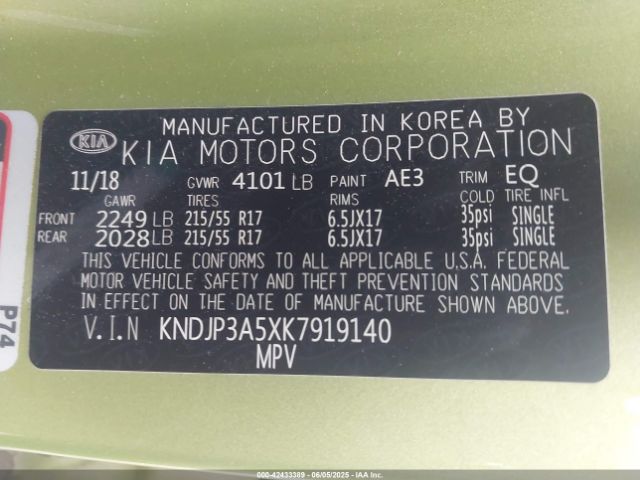 MANUFACTURED IN KOREA BY
KIA KIA MOTORS CORPORATION
11/18 GVWR 4101 LB PAINT AE3 TRIM EQ
GAWR TIRES RIMS COLD TIRE INFL
FRONT 2249 LB 215/55 R17 6.5JX17 35psi SINGLE
REAR 2028 LB 215/55 R17 6.5JX17 35psi SINGLE
THIS VEHICLE CONFORMS TO ALL APPLICABLE U.S.A. FEDERAL
MOTOR VEHICLE SAFETY AND THEFT PREVENTION STANDARDS
IN EFFECT ON THE DATE OF MANUFACTURE SHOWN ABOVE.
V.I.N KNDJP3A5XK7919140
MPV
P74
000-42433389 - 06/05/2025 - IAAI.COM